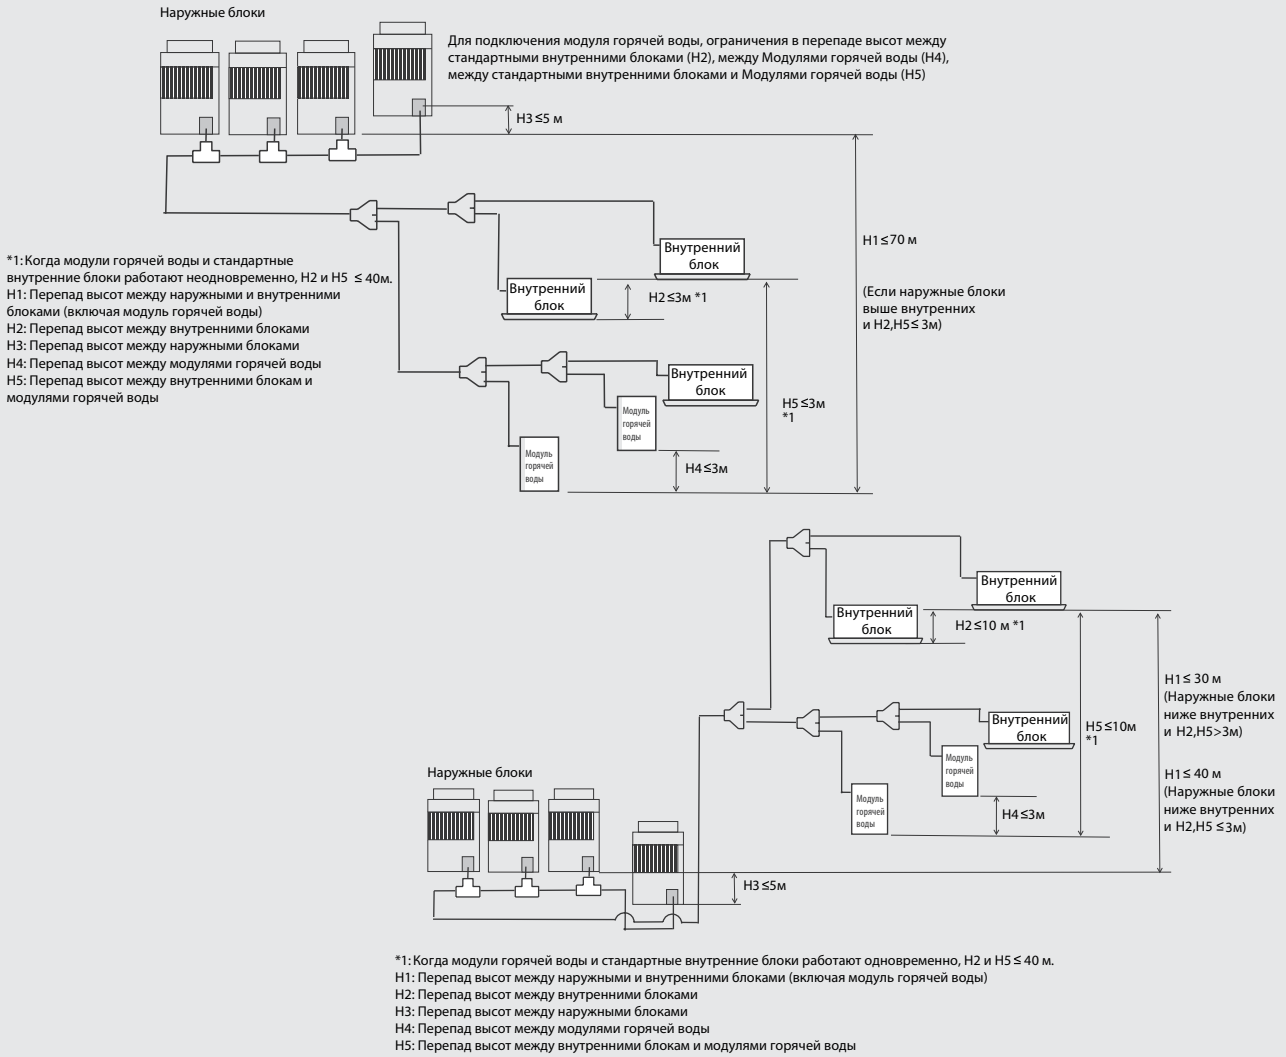 Наружные блоки
Для подключения модуля горячей воды, ограничения в перепаде высот между
стандартными внутренними блоками (H2), между Модулями горячей воды (H4),
между стандартными внутренними блоками и Модулями горячей воды (H5)
H3≤5 м
H1≤70 м
(Если наружные блоки
выше внутренних
и H2,H5≤ 3м)
Внутренний
блок
Внутренний
блок
H2≤3м *1
*1: Когда модули горячей воды и стандартные
внутренние блоки работают неодновременно, H2 и H5 ≤ 40м.
H1: Перепад высот между наружными и внутренними
блоками (включая модуль горячей воды)
H2: Перепад высот между внутренними блоками
H3: Перепад высот между наружными блоками
H4: Перепад высот между модулями горячей воды
H5: Перепад высот между внутренними блокам и
модулями горячей воды
Внутренний
блок
H5≤3м
*1
Модуль
горячей
воды
Модуль
горячей
воды
H4≤3м
Внутренний
блок
Внутренний
блок
H2≤10 м *1
H1≤ 30 м
(Наружные блоки
ниже внутренних
и H2,H5>3м)
H1≤ 40 м
(Наружные блоки
ниже внутренних
и H2,H5 ≤3м)
Внутренний
блок
H5≤10м
*1
Модуль
горячей
воды
Модуль
горячей
воды
H4≤3м
Наружные блоки
H3≤5м
*1: Когда модули горячей воды и стандартные внутренние блоки работают одновременно, H2 и H5≤ 40 м.
H1: Перепад высот между наружными и внутренними блоками (включая модуль горячей воды)
H2: Перепад высот между внутренними блоками
H3: Перепад высот между наружными блоками
H4: Перепад высот между модулями горячей воды
H5: Перепад высот между внутренними блокам и модулями горячей воды